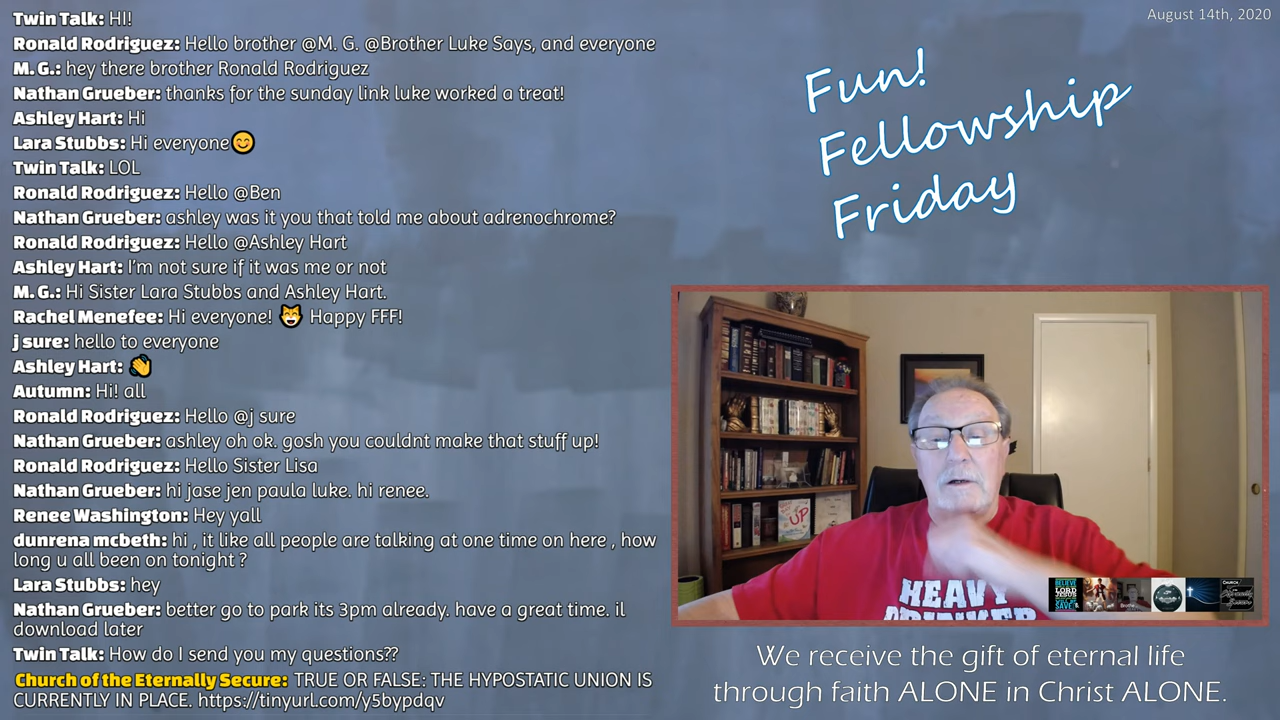 Twin Talk: HI!
Ronald Rodriguez: Hello brother @M. G. @Brother Luke Says, and everyone
M. G.: hey there brother Ronald Rodriguez
Nathan Grueber: thanks for the sunday link luke worked a treat!
Ashley Hart: Hi
Lara Stubbs: Hi everyone😊
Twin Talk: LOL
Ronald Rodriguez: Hello @Ben
Nathan Grueber: ashley was it you that told me about adrenochrome?
Ronald Rodriguez: Hello @Ashley Hart
Ashley Hart: I'm not sure if it was me or not
M. G.: Hi Sister Lara Stubbs and Ashley Hart.
Rachel Menefee: Hi everyone! 😸 Happy FFF!
j sure: hello to everyone
Ashley Hart: 👋
Autumn: Hi! all
Ronald Rodriguez: Hello @j sure
Nathan Grueber: ashley oh ok. gosh you couldnt make that stuff up!
Ronald Rodriguez: Hello Sister Lisa
Nathan Grueber: hi jase jen paula luke. hi renee.
Renee Washington: Hey yall
dunrena mcbeth: hi , it like all people are talking at one time on here , how
long u all been on tonight ?
Lara Stubbs: hey
Nathan Grueber: better go to park its 3pm already. have a great time. il
download later
Twin Talk: How do I send you my questions??
Church of the Eternally Secure: TRUE OR FALSE: THE HYPOSTATIC UNION IS
CURRENTLY IN PLACE. https://tinyurl.com/y5bypdqv
August 14th, 2020
Fun!
Fellowship
Friday
UP
HEAVY
DRINKER
BELIEVE
LORD
JESUS
SAVE
CHURCH
We receive the gift of eternal life
through faith ALONE in Christ ALONE.